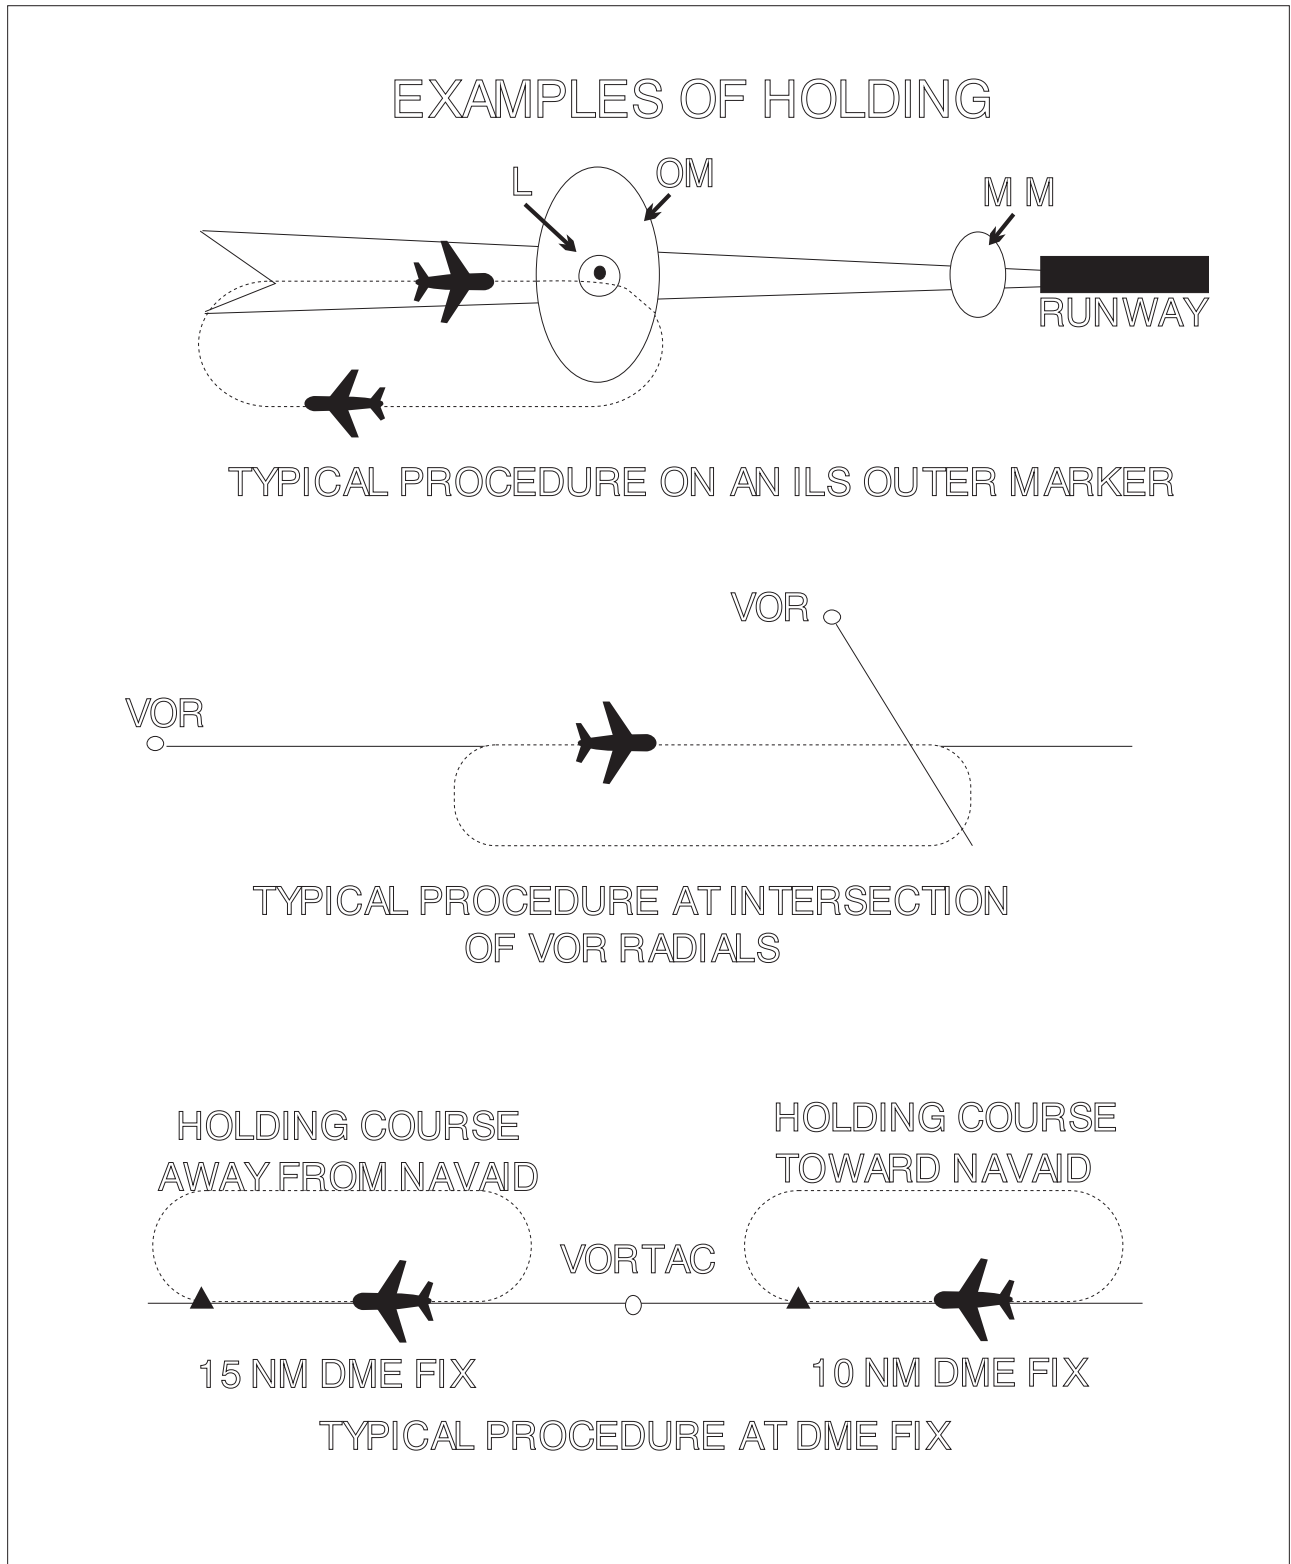 EXAMPLES OF HOLDING
L
OM
MM
RUNWAY
TYPICAL PROCEDURE ON AN ILS OUTER MARKER
VOR
VOR
TYPICAL PROCEDURE AT INTERSECTION
OF VOR RADIALS
HOLDING COURSE
AWAY FROM NAVAID
HOLDING COURSE
TOWARD NAVAID
VORTAC
15 NM DME FIX
10 NM DME FIX
TYPICAL PROCEDURE AT DME FIX